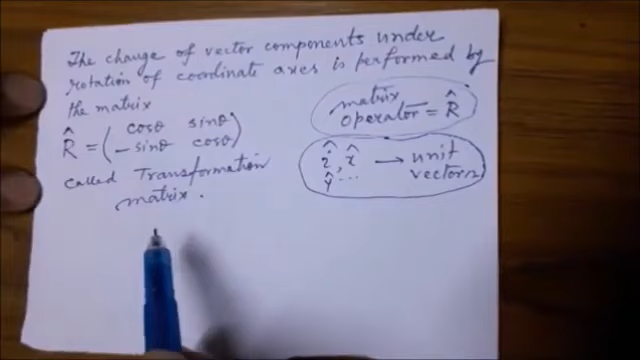 The change of vector components under
rotation of coordinate axes is performed by
the matrix
R̂ = ( cosθ sinθ
-sinθ cosθ )
called Transformation
matrix.
matrix
operator = R̂
î, x̂ → unit
ŷ ... vectors